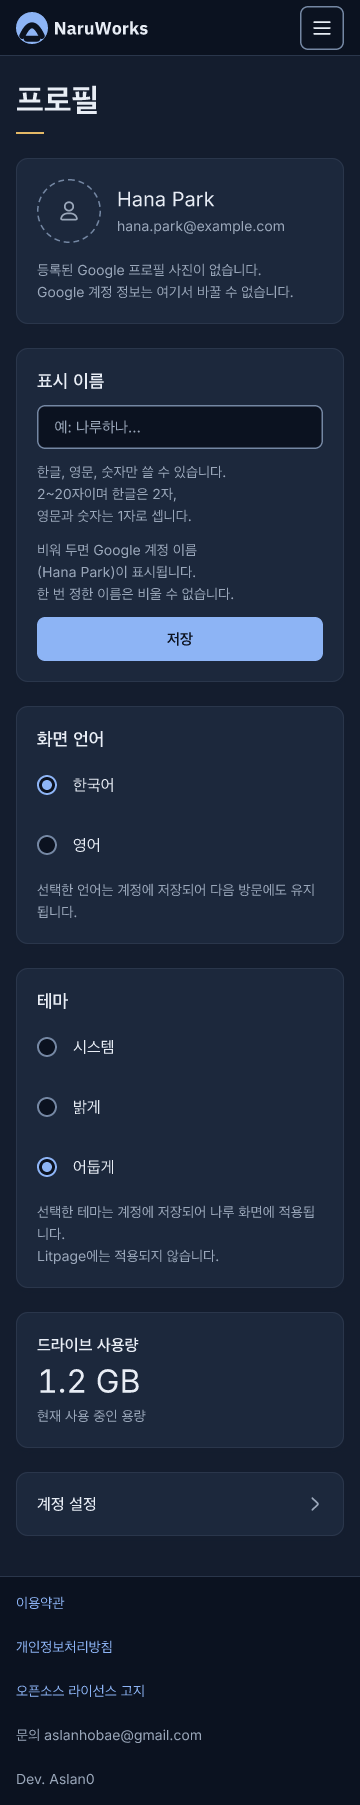 NaruWorks
프로필
Hana Park
hana.park@example.com
등록된 Google 프로필 사진이 없습니다.
Google 계정 정보는 여기서 바꿀 수 없습니다.
표시 이름
예: 나루하나...
한글, 영문, 숫자만 쓸 수 있습니다.
2~20자이며 한글은 2자,
영문과 숫자는 1자로 셉니다.
비워 두면 Google 계정 이름
(Hana Park)이 표시됩니다.
한 번 정한 이름은 비울 수 없습니다.
저장
화면 언어
한국어
영어
선택한 언어는 계정에 저장되어 다음 방문에도 유지
됩니다.
테마
시스템
밝게
어둡게
선택한 테마는 계정에 저장되어 나루 화면에 적용됩
니다.
Litpage에는 적용되지 않습니다.
드라이브 사용량
1.2 GB
현재 사용 중인 용량
계정 설정
이용약관
개인정보처리방침
오픈소스 라이선스 고지
문의 aslanhobae@gmail.com
Dev. Aslan0